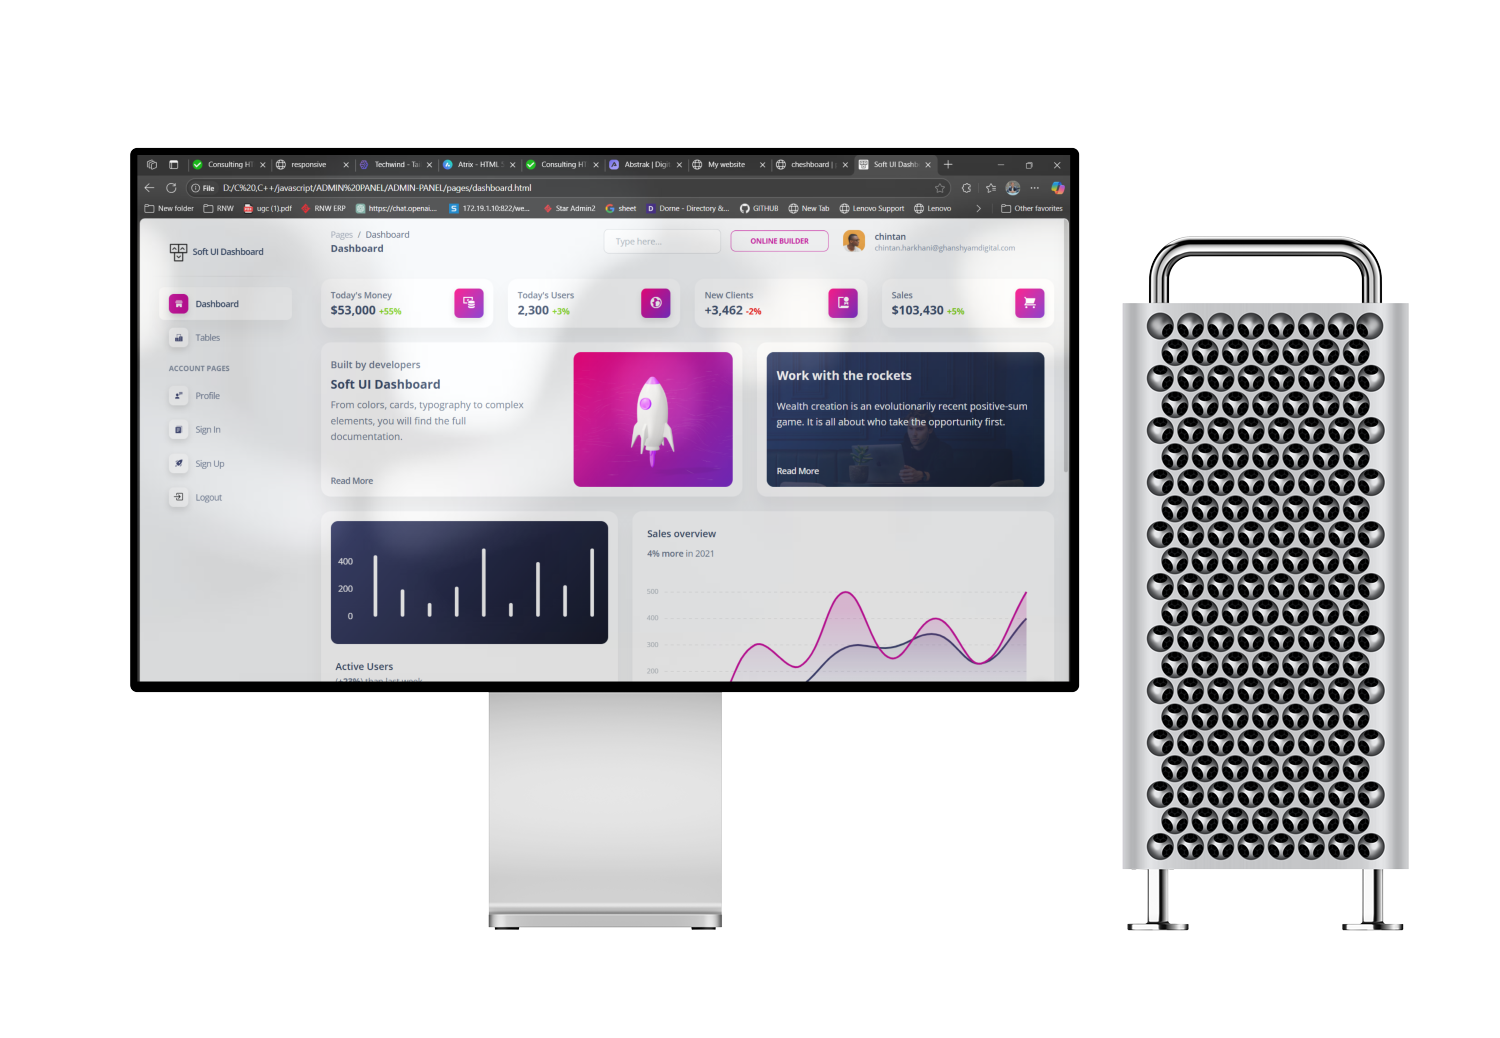 Consulting HT
responsive
Techwind - Ta
Atrix - HTML
Consulting HT
Abstrak | Digit
My website
cheshboard |
Soft UI Dashb
File
D:/C%20,C++/javascript/ADMIN%20PANEL/ADMIN-PANEL/pages/dashboard.html
New folder
RNW
ugc (1).pdf
RNW ERP
https://chat.openai....
172.19.1.10:822/we...
Star Admin2
sheet
Dome - Directory &...
GITHUB
New Tab
Lenovo Support
Lenovo
Other favorites
Soft UI Dashboard
Pages / Dashboard
Dashboard
Type here...
ONLINE BUILDER
chintan
chintan.harkhani@ghanshyamdigital.com
Dashboard
Tables
ACCOUNT PAGES
Profile
Sign In
Sign Up
Logout
Today's Money
$53,000 +55%
Today's Users
2,300 +3%
New Clients
+3,462 -2%
Sales
$103,430 +5%
Built by developers
Soft UI Dashboard
From colors, cards, typography to complex
elements, you will find the full
documentation.
Read More
Work with the rockets
Wealth creation is an evolutionarily recent positive-sum
game. It is all about who take the opportunity first.
Read More
400
200
0
Active Users
(+23%) than last week
Sales overview
4% more in 2021
500
400
300
200